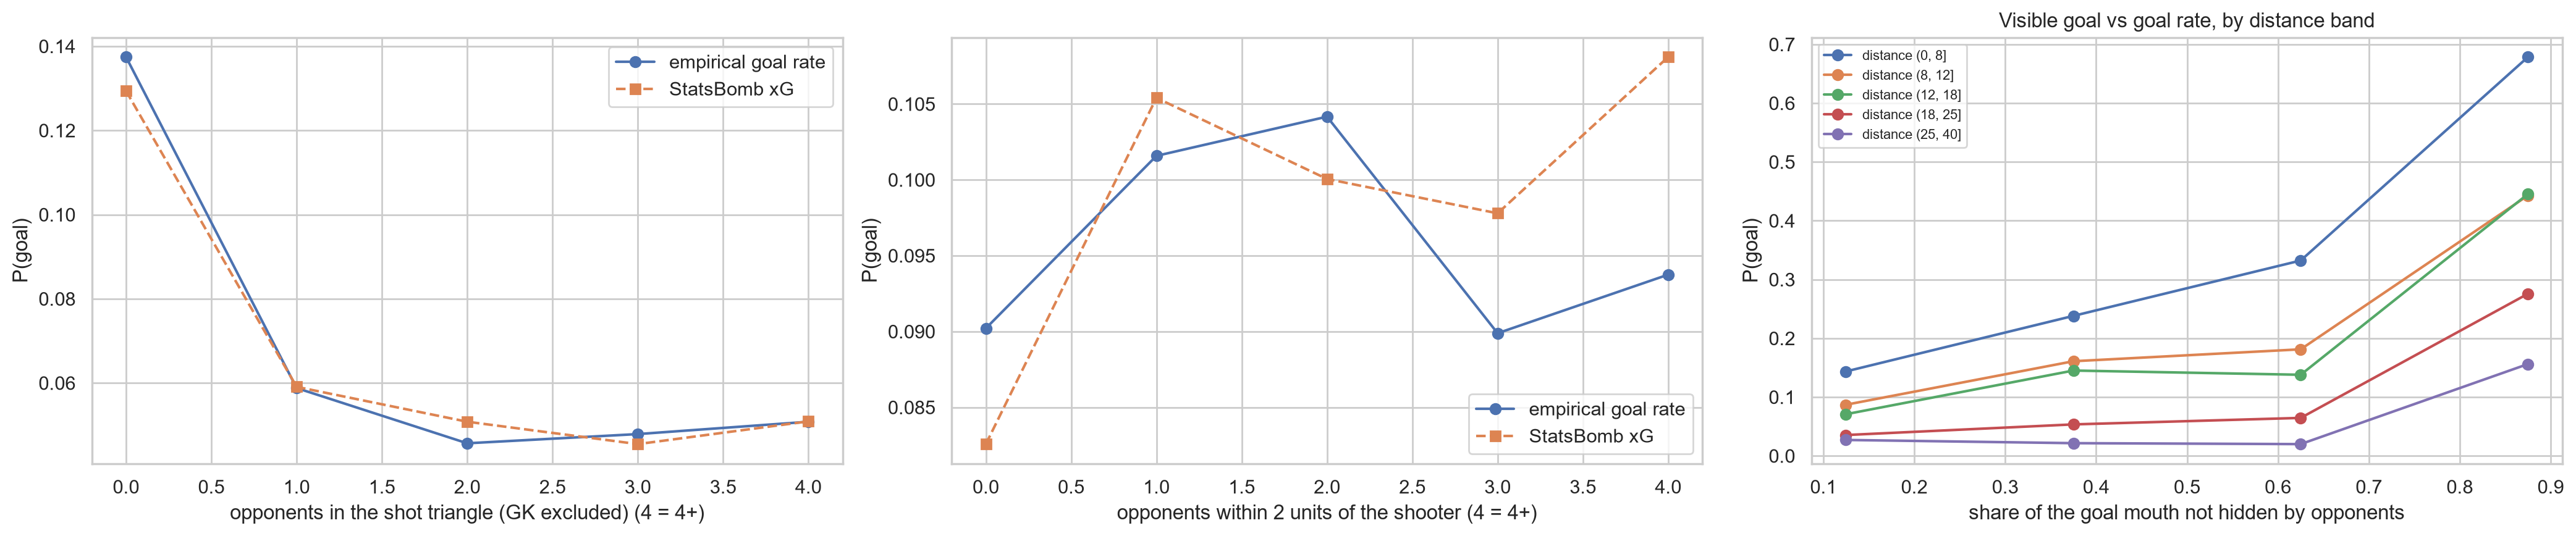 0.14
0.12
0.10
0.08
0.06
P(goal)
empirical goal rate
StatsBomb xG
0.0 0.5 1.0 1.5 2.0 2.5 3.0 3.5 4.0
opponents in the shot triangle (GK excluded) (4 = 4+)
0.105
0.100
0.095
0.090
0.085
P(goal)
empirical goal rate
StatsBomb xG
0.0 0.5 1.0 1.5 2.0 2.5 3.0 3.5 4.0
opponents within 2 units of the shooter (4 = 4+)
Visible goal vs goal rate, by distance band
0.7
0.6
0.5
0.4
0.3
0.2
0.1
0.0
P(goal)
distance (0, 8]
distance (8, 12]
distance (12, 18]
distance (18, 25]
distance (25, 40]
0.1 0.2 0.3 0.4 0.5 0.6 0.7 0.8 0.9
share of the goal mouth not hidden by opponents